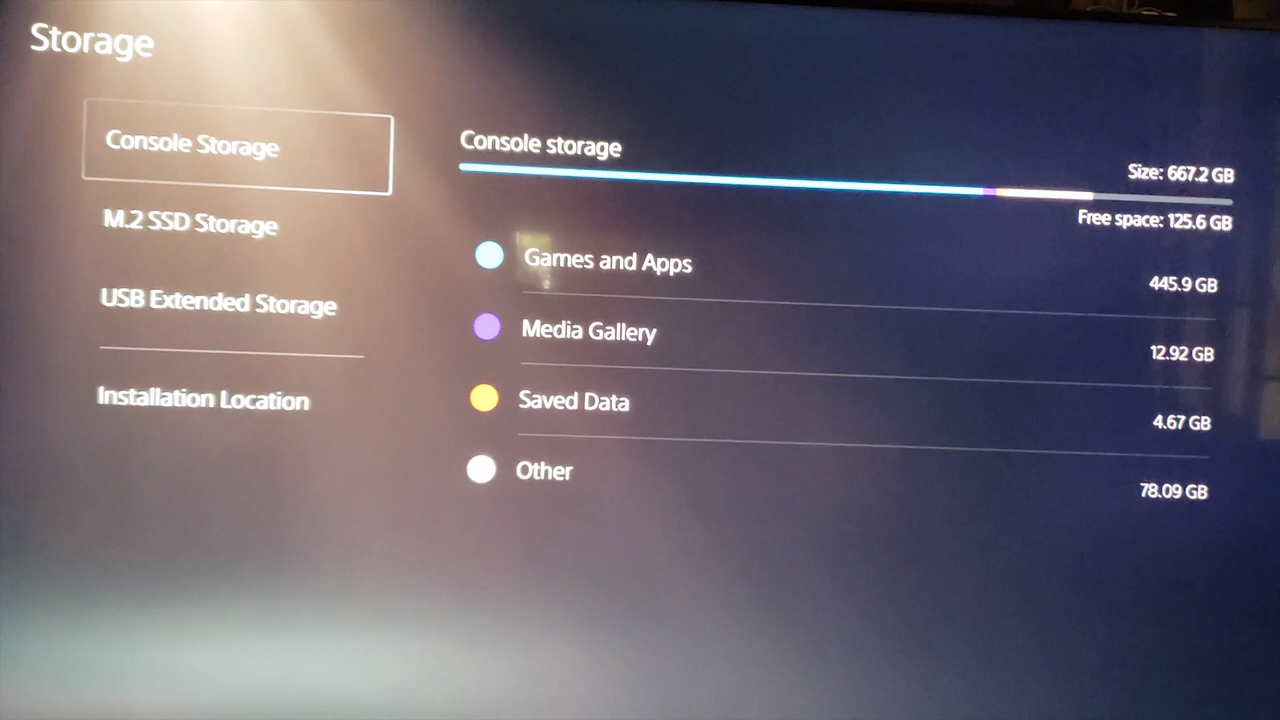 Storage
Console Storage
M.2 SSD Storage
USB Extended Storage
Installation Location
Console storage
Size: 667.2 GB
Free space: 125.6 GB
Games and Apps
445.9 GB
Media Gallery
12.92 GB
Saved Data
4.67 GB
Other
78.09 GB